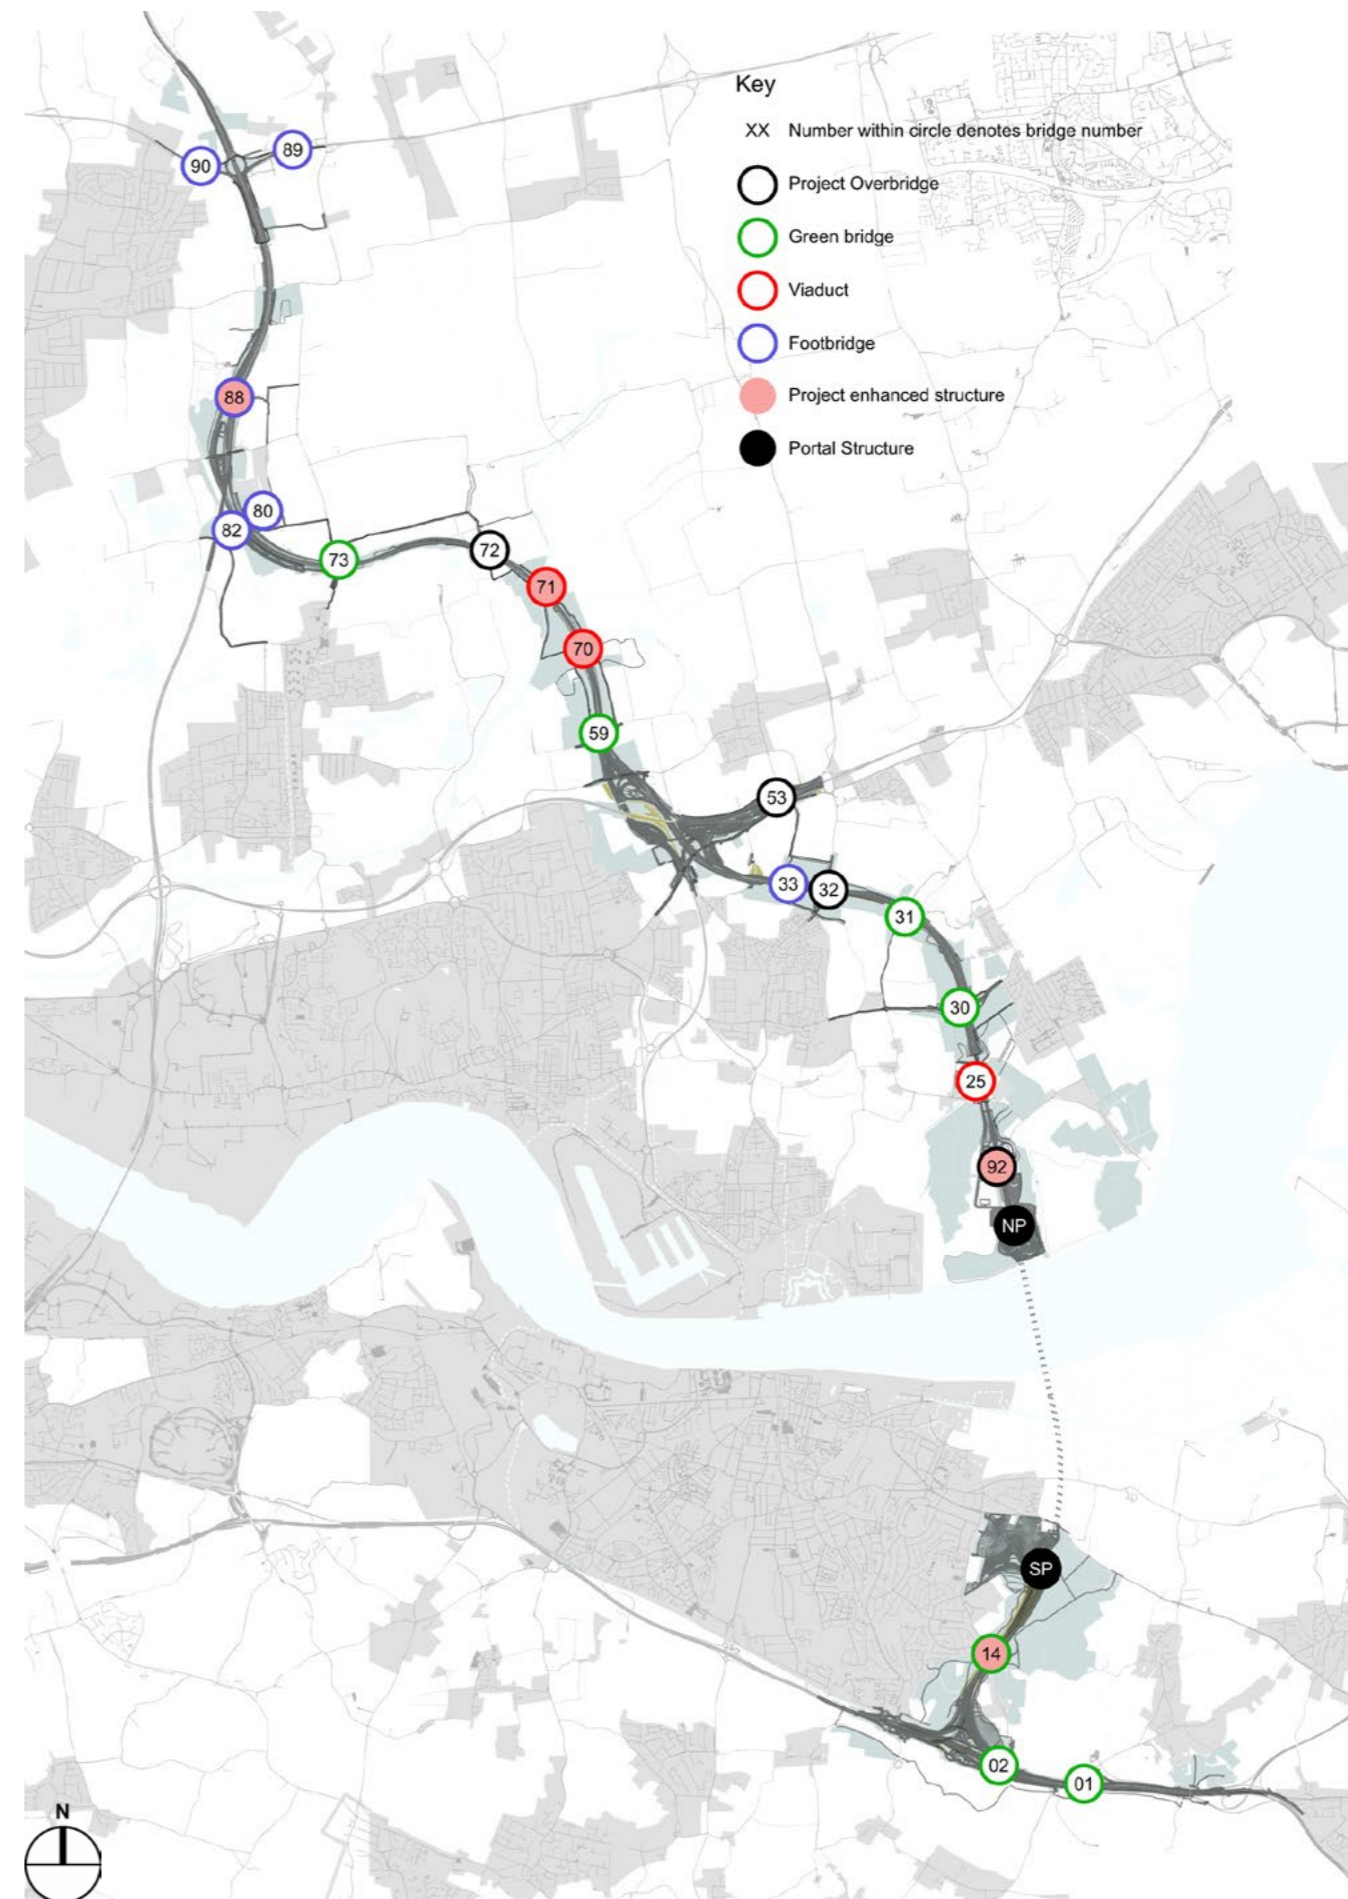 Key
XX Number within circle denotes bridge number
Project Overbridge
Green bridge
Viaduct
Footbridge
Project enhanced structure
Portal Structure
89
90
88
80
82
73
72
71
70
59
53
33
32
31
30
25
92
NP
SP
14
02
01
N